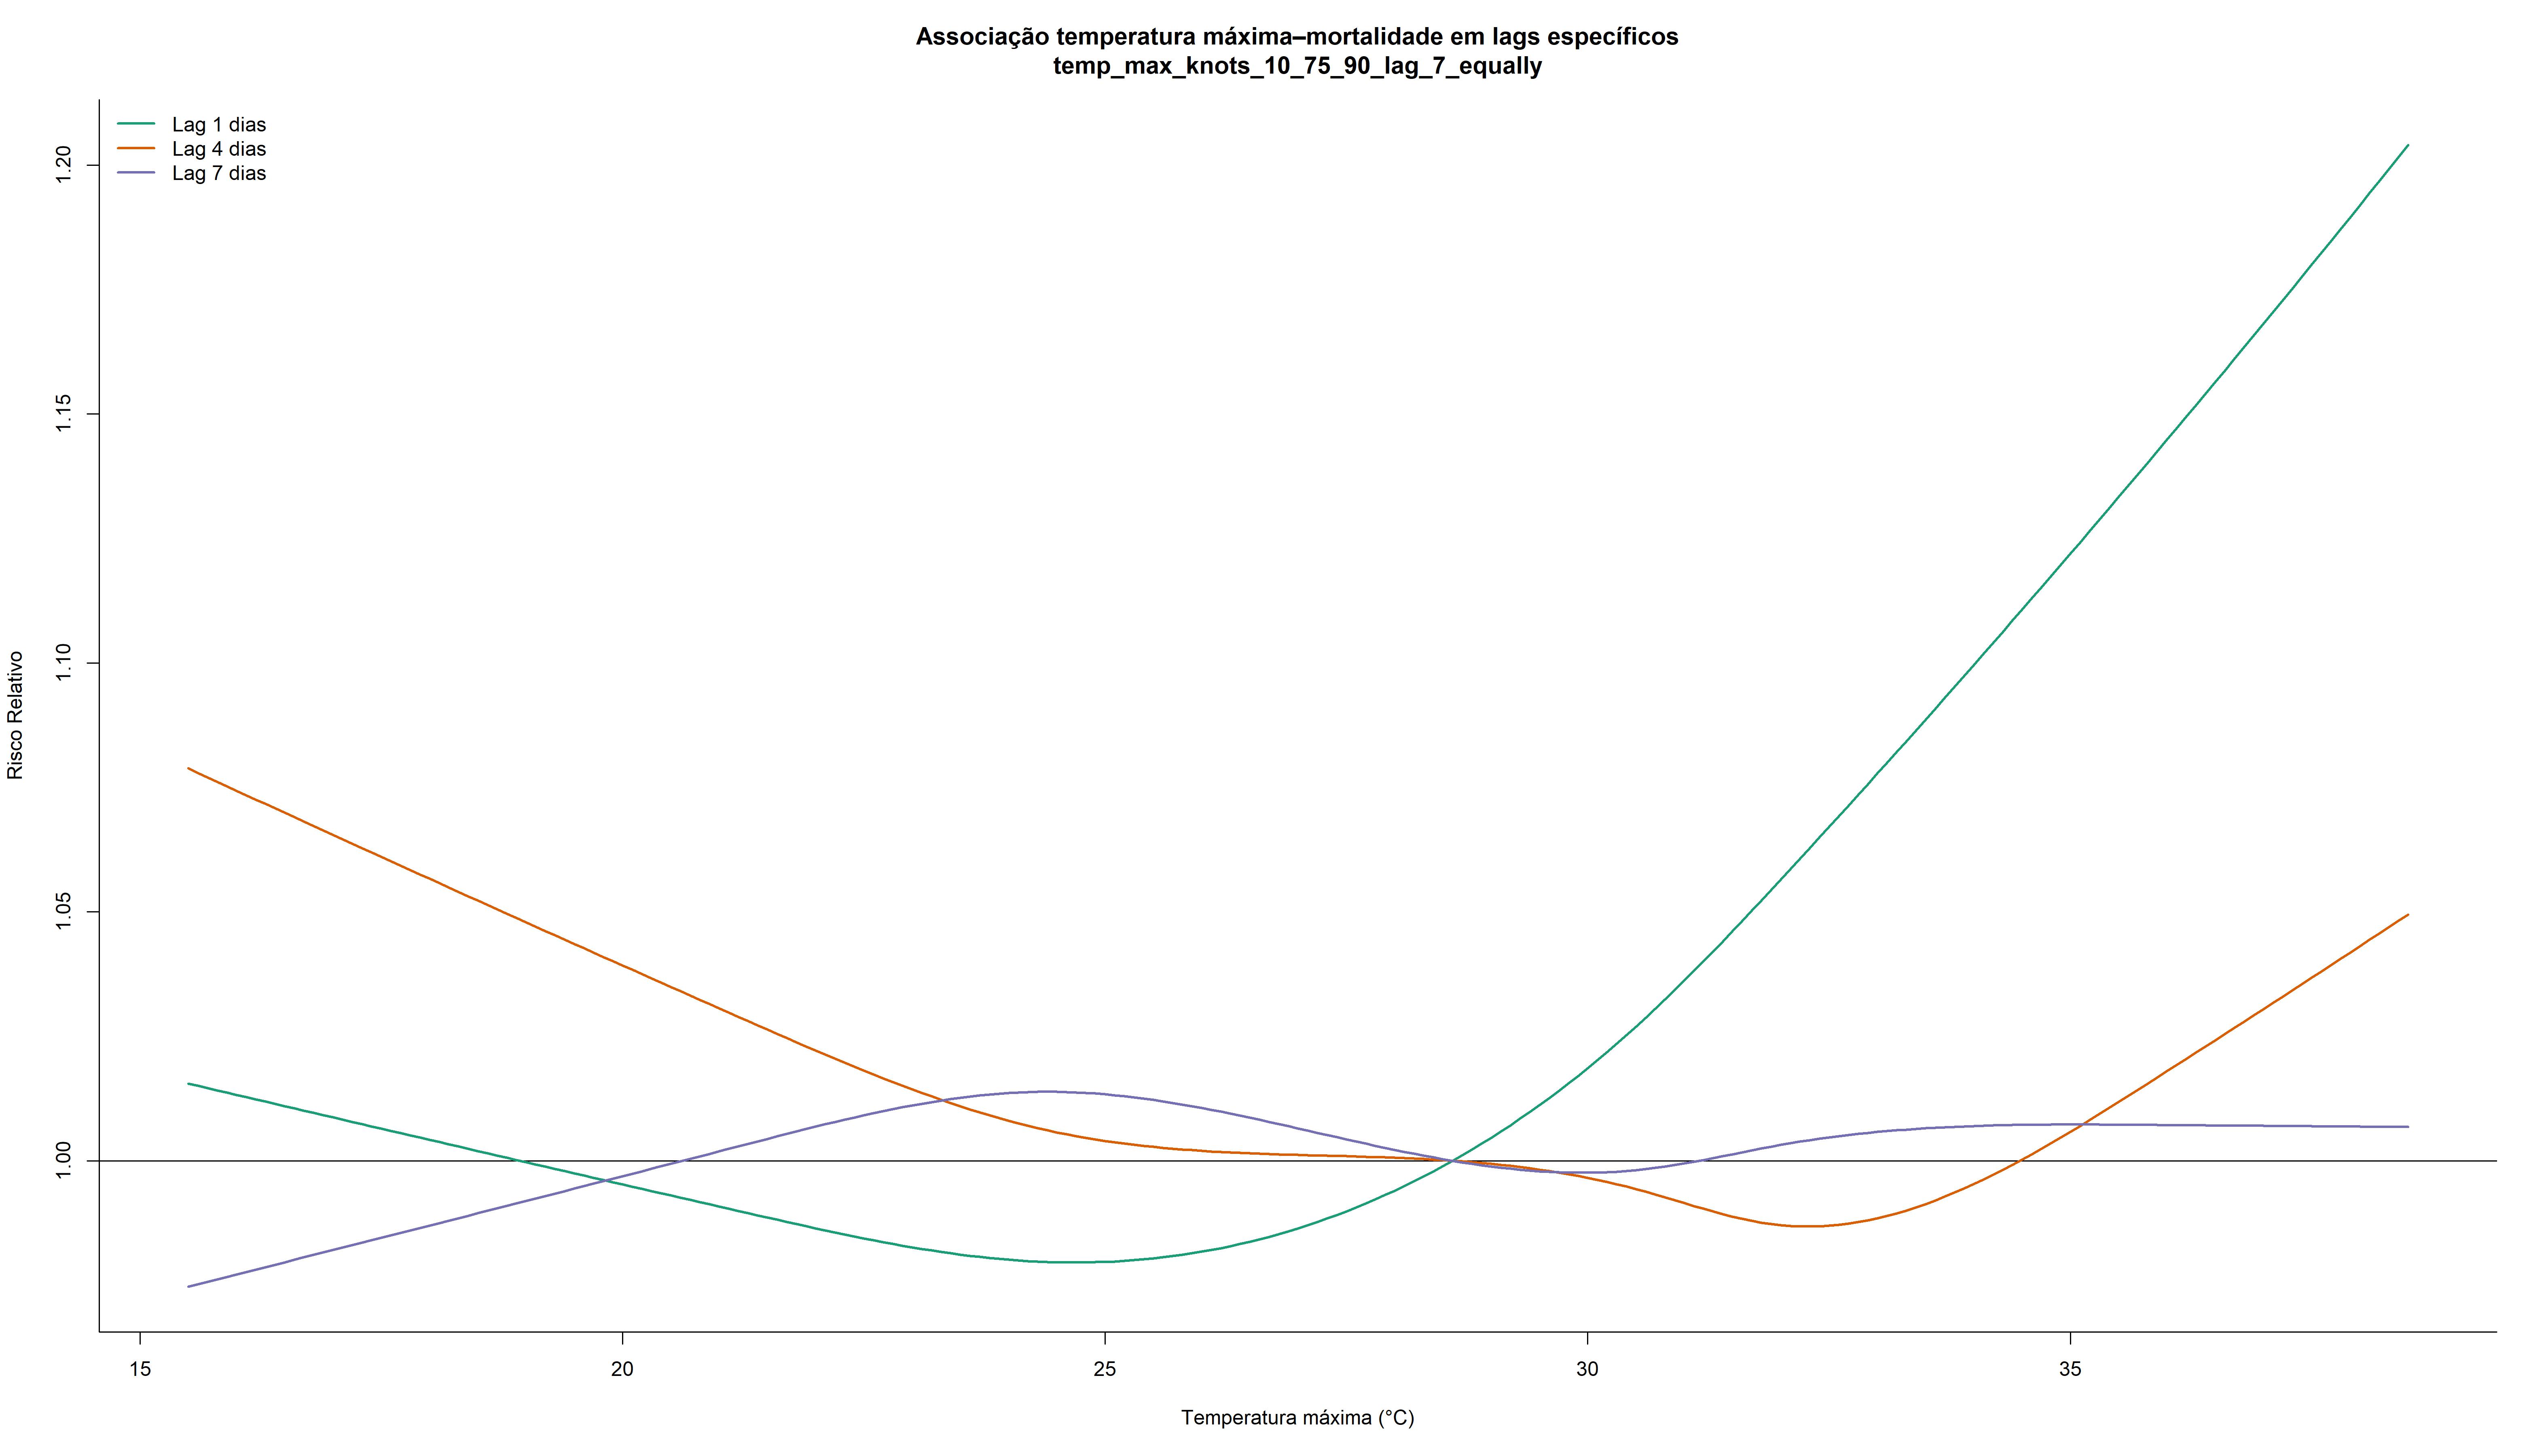 Associação temperatura máxima–mortalidade em lags específicos
temp_max_knots_10_75_90_lag_7_equally
Lag 1 dias
Lag 4 dias
Lag 7 dias
1.20
1.15
1.10
1.05
1.00
Risco Relativo
15 20 25 30 35
Temperatura máxima (°C)